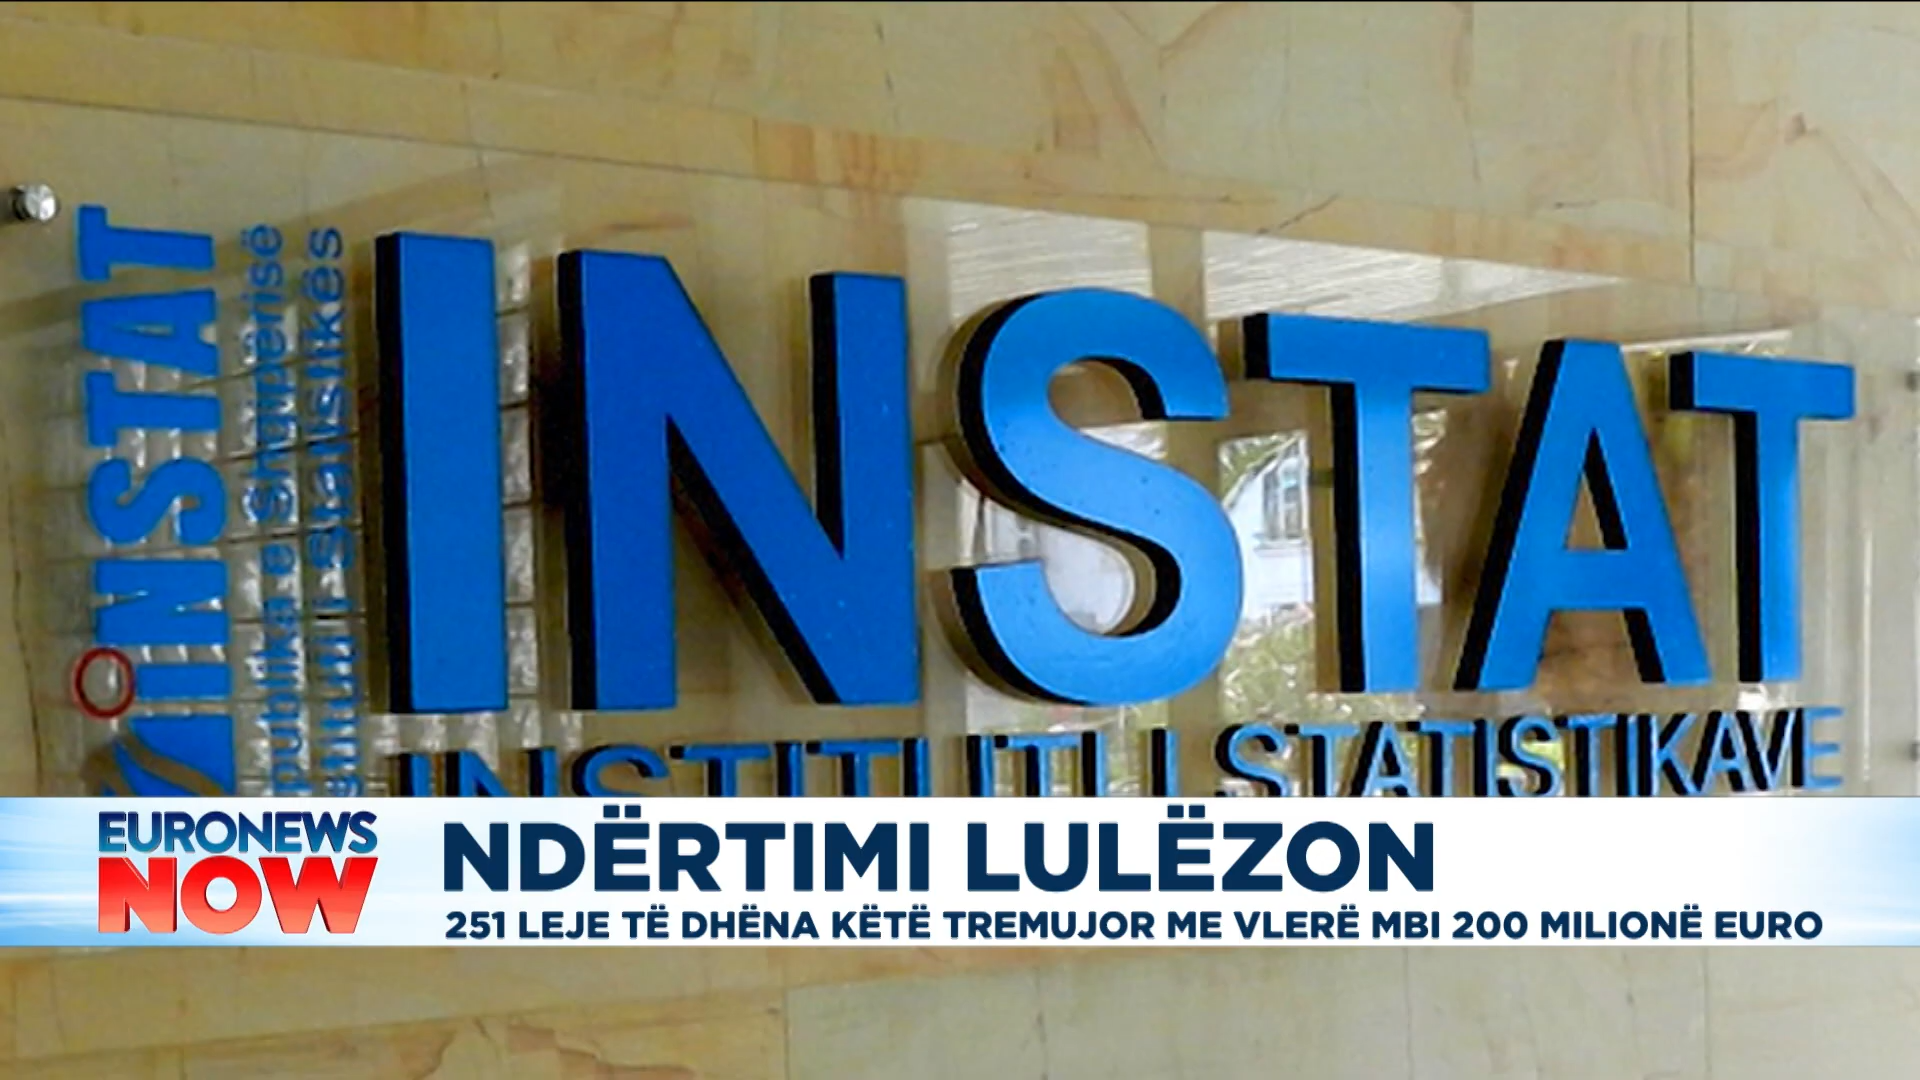 INSTAT
Republika e Shqipërisë
Instituti i Statistikës
INSTAT
INSTITUTI I STATISTIKAVE
EURONEWS
NOW
NDËRTIMI LULËZON
251 LEJE TË DHËNA KËTË TREMUJOR ME VLERË MBI 200 MILIONË EURO